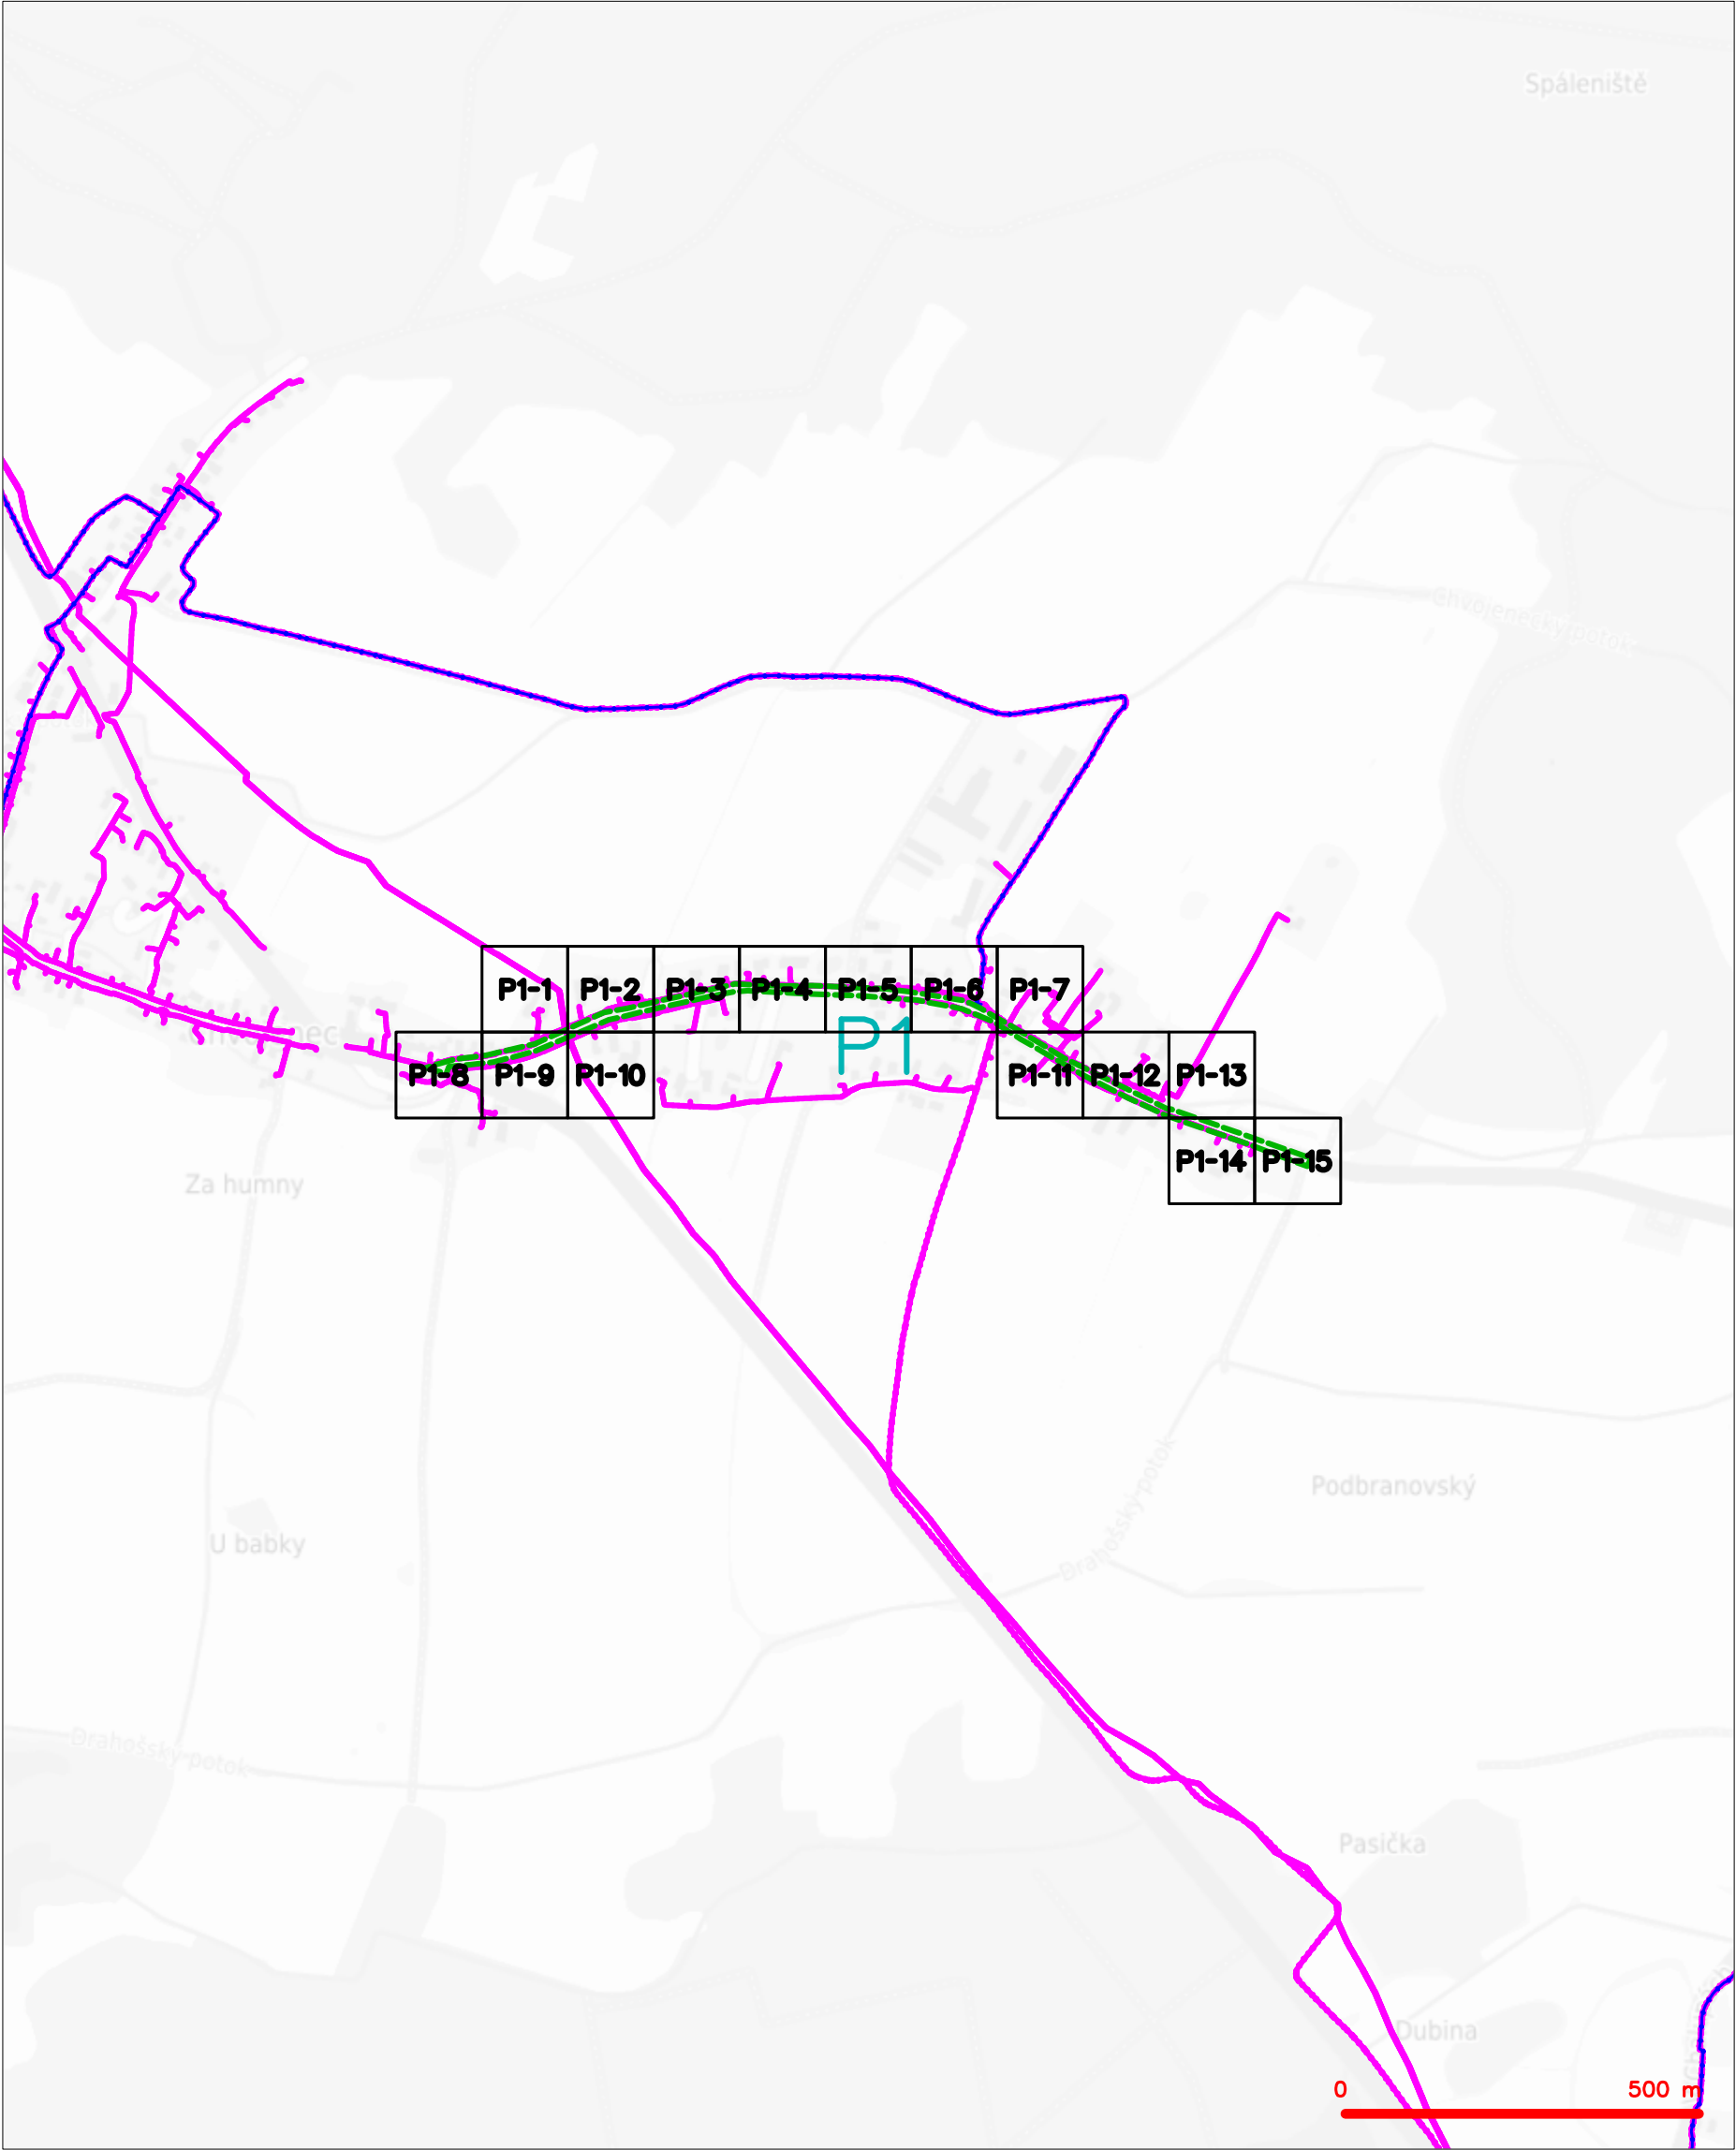 Spáleniště
Chvojenecký potok
P1-1 P1-2 P1-3 P1-4 P1-5 P1-6 P1-7
P1
P1-8 P1-9 P1-10 P1-11 P1-12 P1-13
P1-14 P1-15
Za humny
Podbranovský
Drahošský potok
U babky
Drahošský potok
Pasička
Dubina
0 500 m